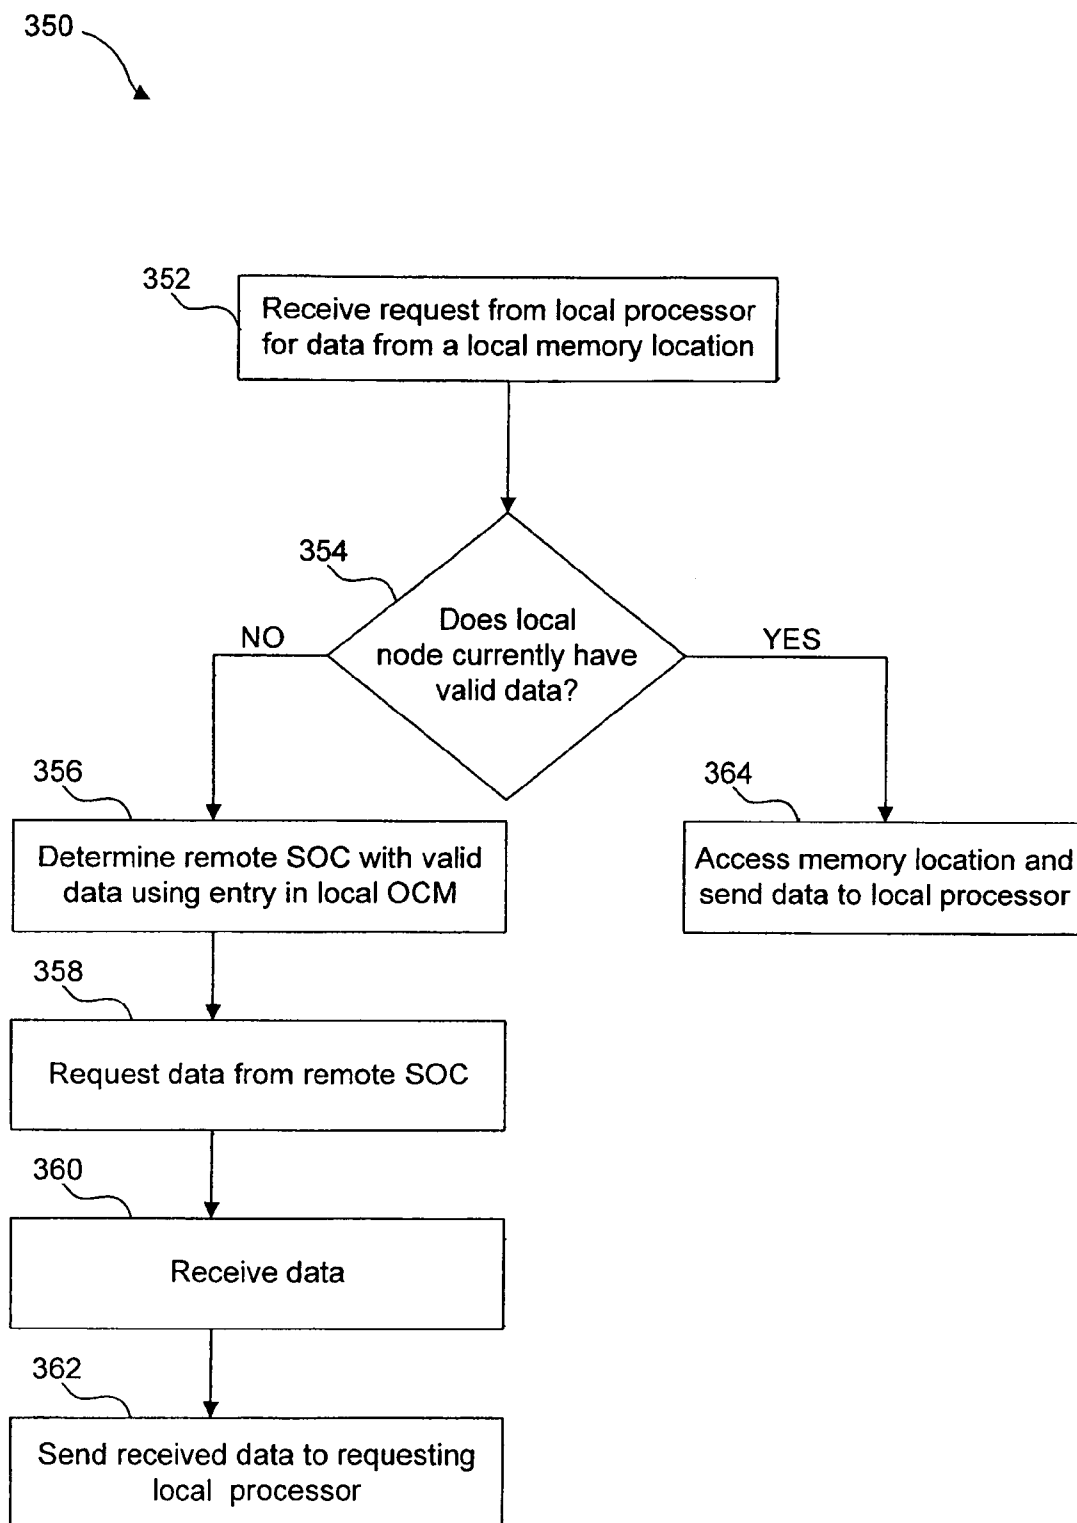 350
352
Receive request from local processor
for data from a local memory location
354
Does local
node currently have
valid data?
NO
YES
356
Determine remote SOC with valid
data using entry in local OCM
364
Access memory location and
send data to local processor
358
Request data from remote SOC
360
Receive data
362
Send received data to requesting
local processor